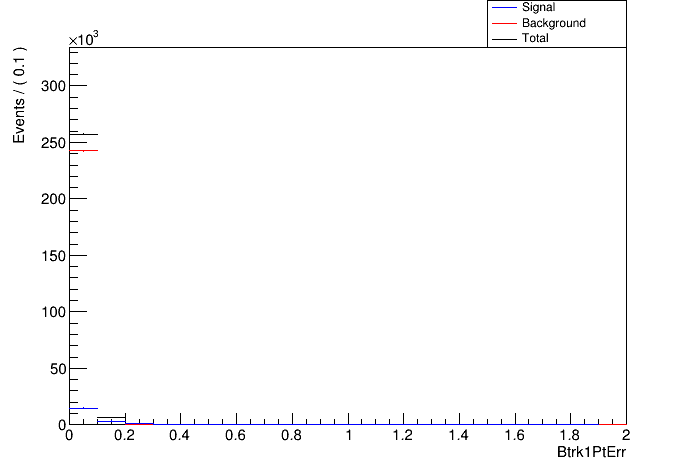 Signal
Background
Total
×10³
Events / ( 0.1 )
300
250
200
150
100
50
0
0 0.2 0.4 0.6 0.8 1 1.2 1.4 1.6 1.8 2
Btrk1PtErr